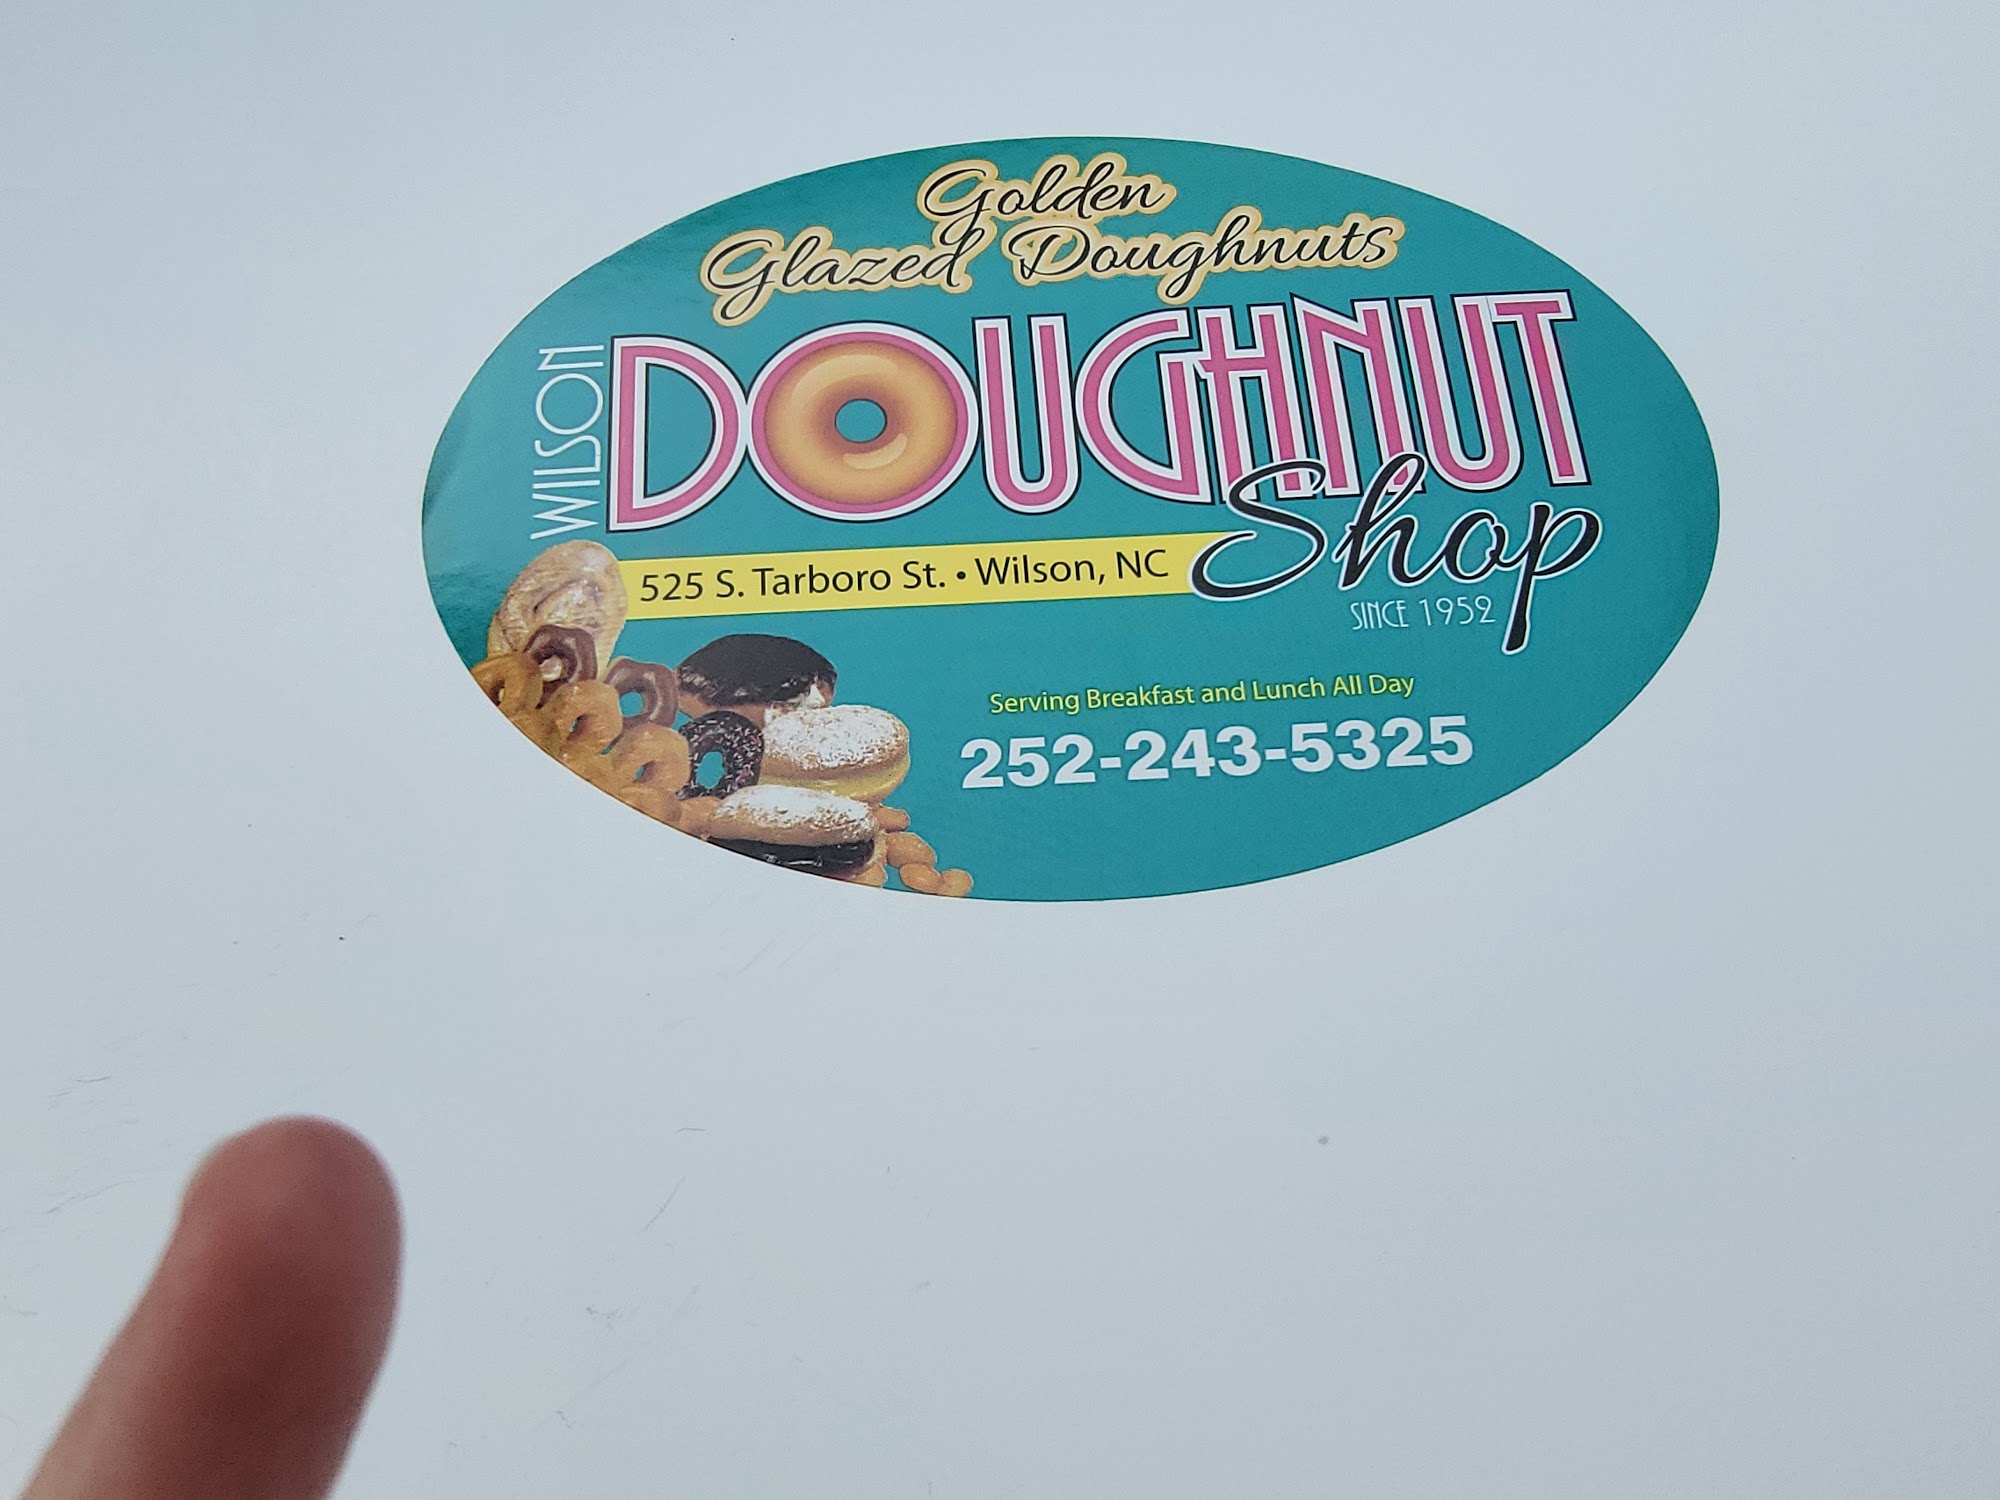 Golden
Glazed Doughnuts
WILSON
DOUGHNUT
Shop
525 S. Tarboro St. • Wilson, NC
SINCE 1952
Serving Breakfast and Lunch All Day
252-243-5325